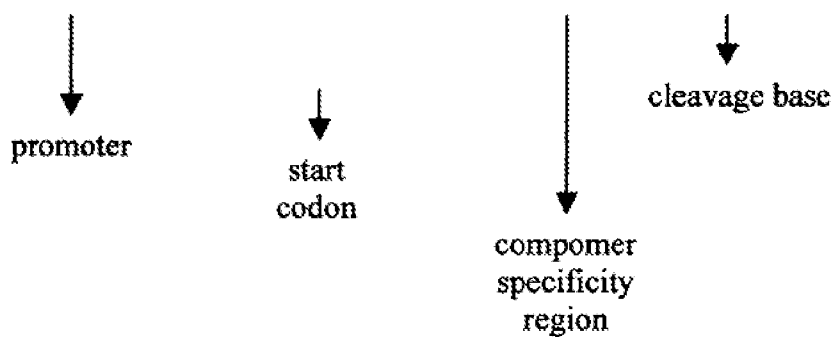 promoter
start
codon
compomer
specificity
region
cleavage base